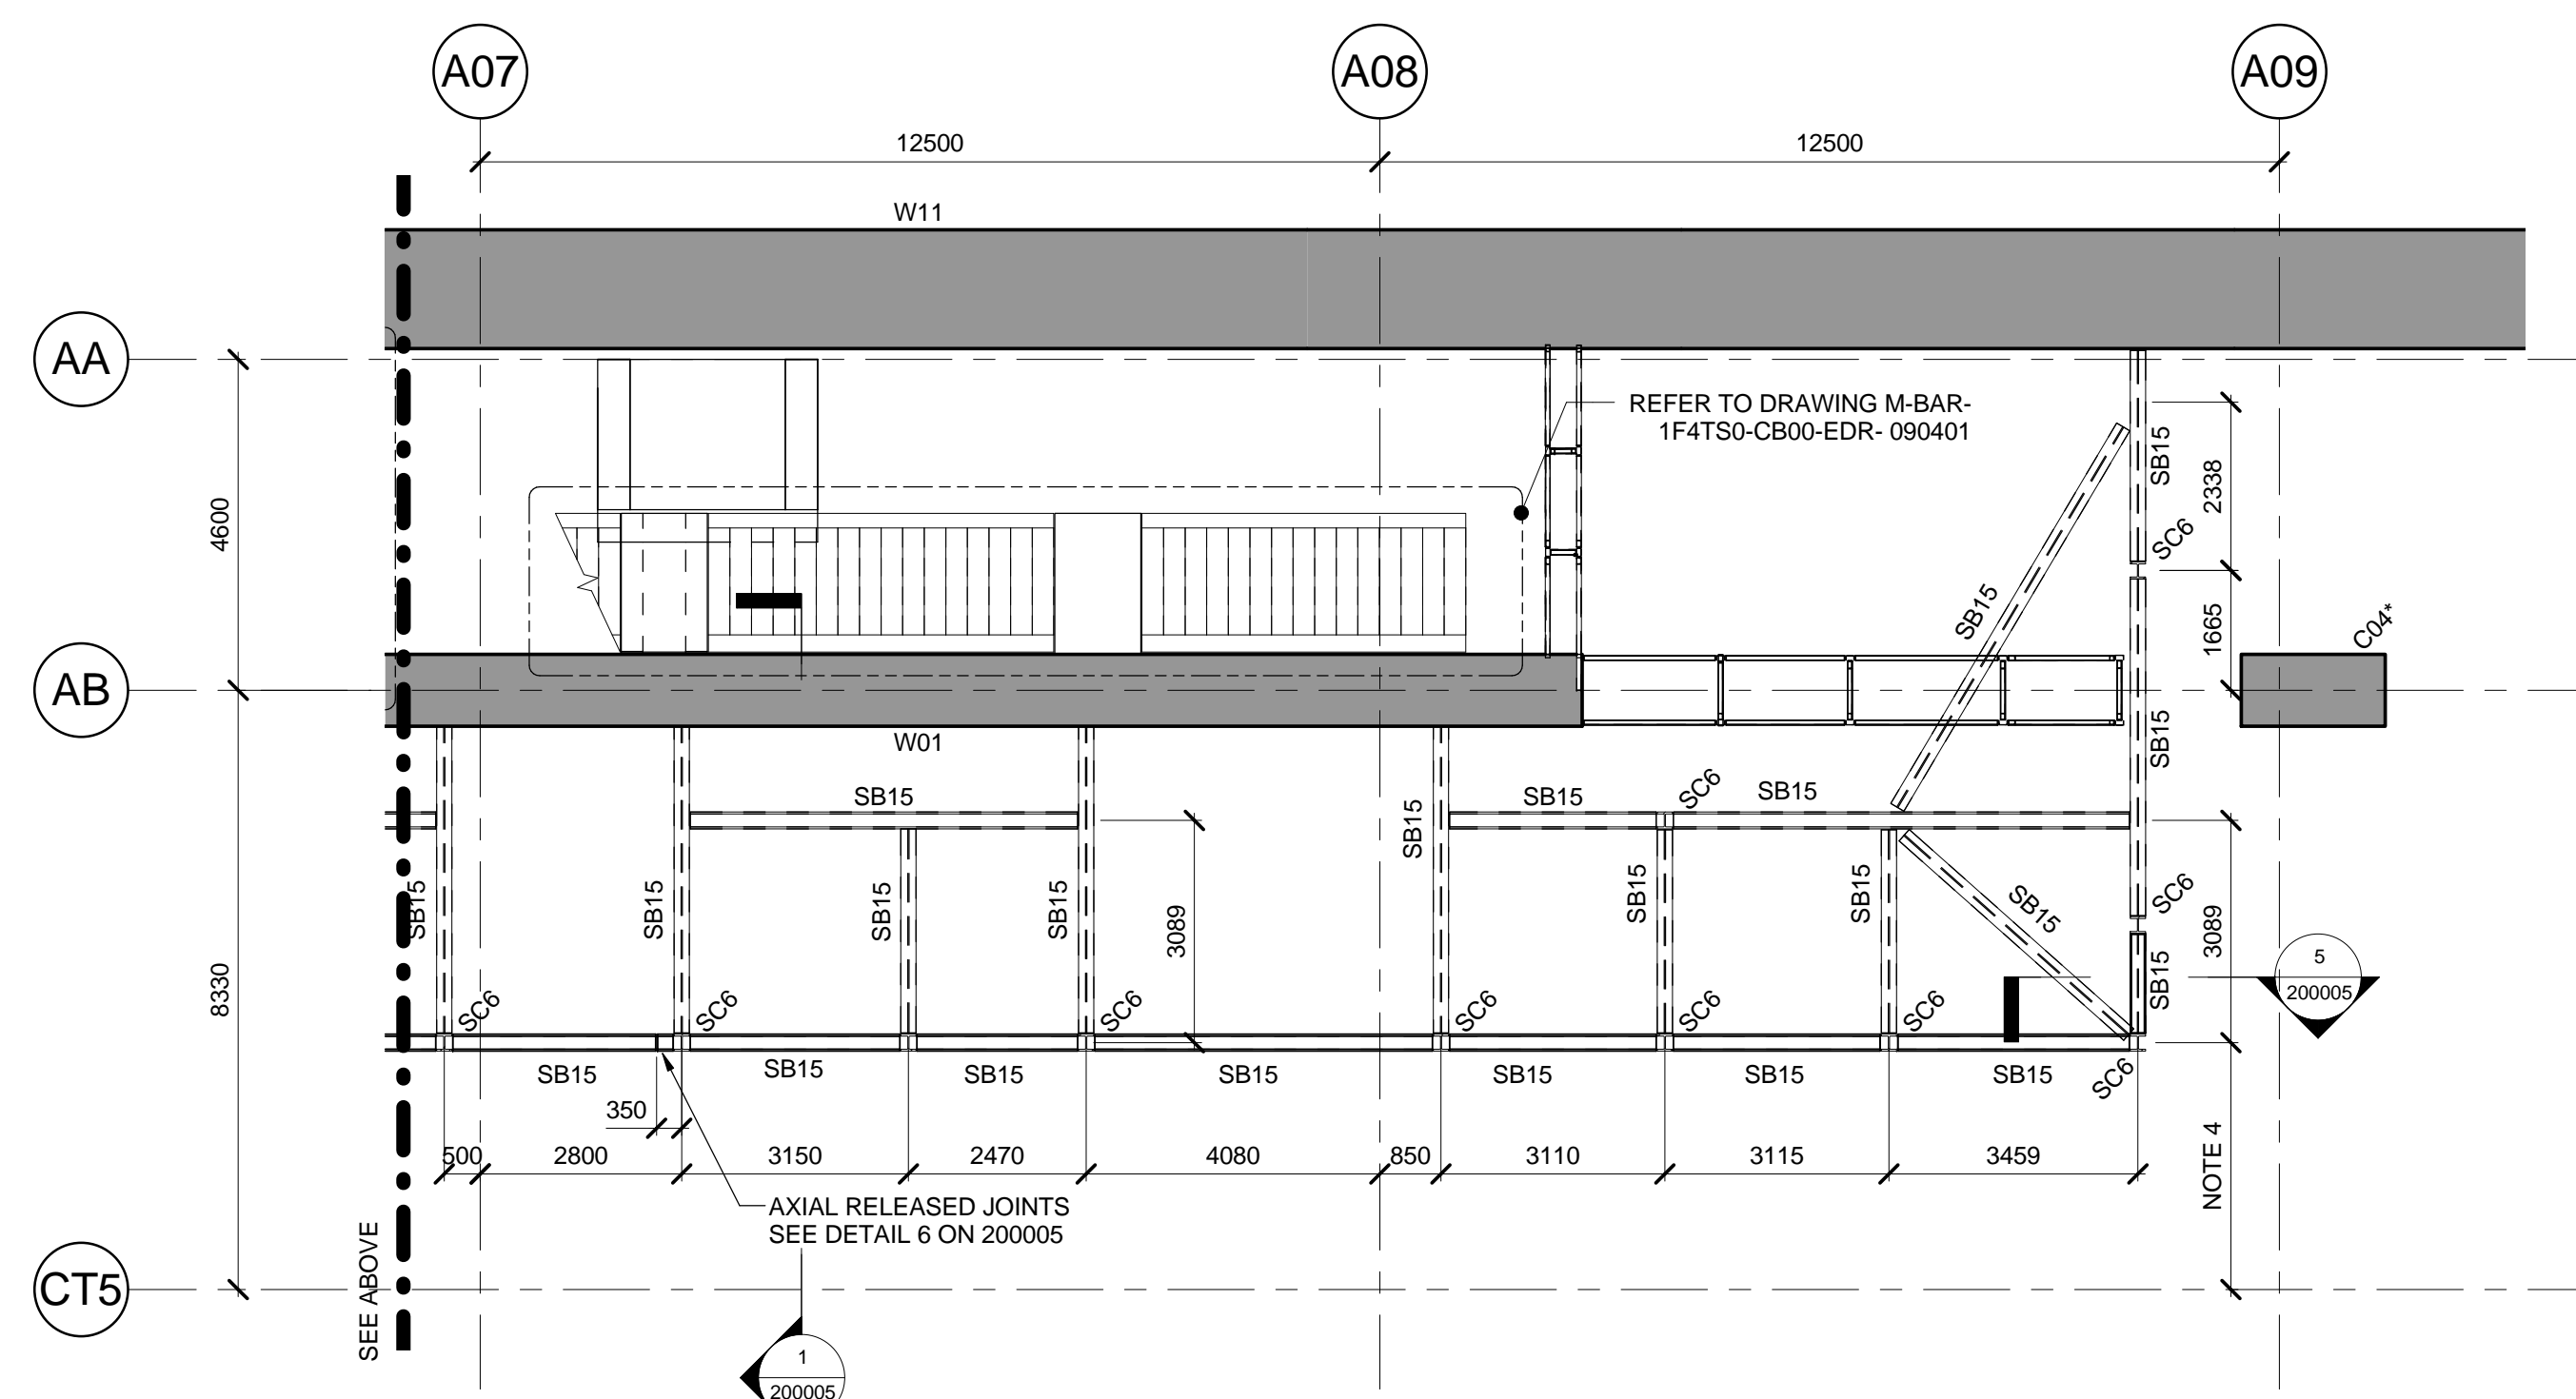 A07
A08
A09
12500
12500
W11
AA
REFER TO DRAWING M-BAR-
1F4TS0-CB00-EDR- 090401
SB15
2338
4600
SC6
SB15
1665
C04*
AB
W01
SB15
SB15
SB15
SC6
SB15
SB15
SB15
SB15
SB15
SB15
3089
SB15
SB15
SB15
SC6
3089
SB15
5
200005
8330
SC6
SC6
SC6
SC6
SC6
SC6
SB15
SB15
SB15
SB15
SB15
SB15
SB15
SC6
350
500
2800
3150
2470
4080
850
3110
3115
3459
NOTE 4
AXIAL RELEASED JOINTS
SEE DETAIL 6 ON 200005
SEE ABOVE
CT5
1
200005